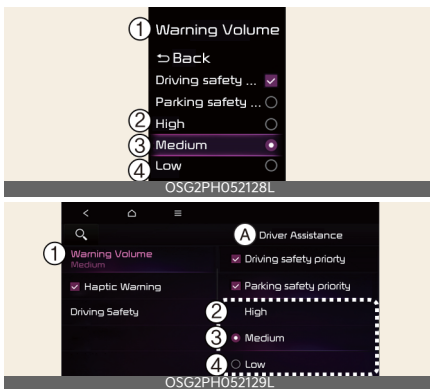 ① Warning Volume
⮌ Back
Driving safety ...
Parking safety ...
② High
③ Medium
④ Low
OSG2PH052128L
Ⓐ Driver Assistance
① Warning Volume
Medium
Driving safety priorty
Haptic Warning
Parking safety priority
Driving Safety
② High
③ Medium
④ Low
OSG2PH052129L